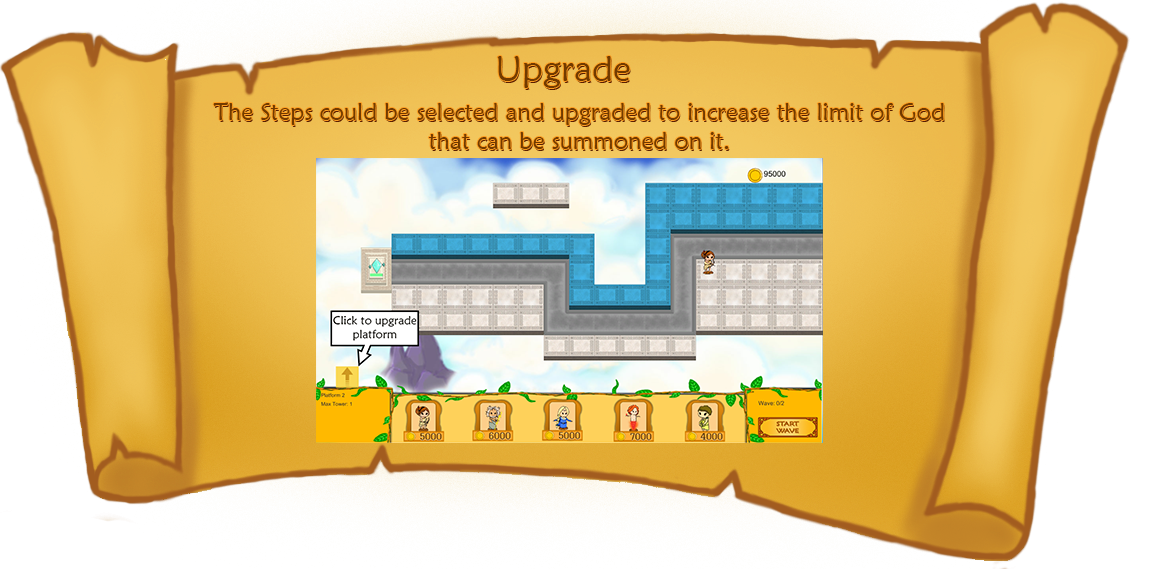 Upgrade
The Steps could be selected and upgraded to increase the limit of God
that can be summoned on it.
95000
Click to upgrade
platform
Platform 2
Max Tower: 1
5000
6000
5000
7000
4000
Wave: 0/2
START
WAVE